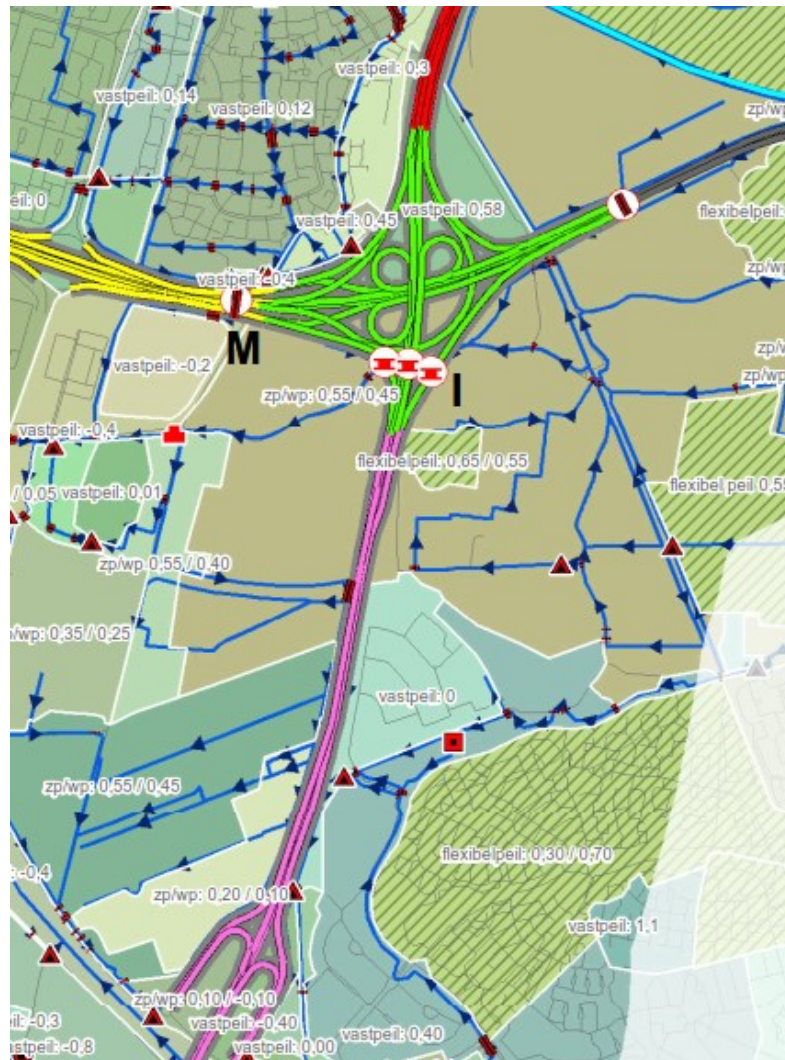 vastpeil: 0,3
vastpeil: 0,14
vastpeil: 0,12
zp/wp
eil: 0
vastpeil: 0,58
flexibelpeil:
vastpeil: 0,45
zp/wp
vastpeil: -0,4
M
vastpeil: -0,2
zp/wp
zp/wp: 0,55 / 0,45
I
vastpeil: -0,4
flexibelpeil: 0,65 / 0,55
flexibel peil 0,55
/ 0,05
vastpeil: 0,01
zp/wp 0,55 / 0,40
/wp: 0,35 / 0,25
vastpeil: 0
zp/wp: 0,55 / 0,45
flexibelpeil: 0,30 / 0,70
: -0,4
zp/wp: 0,20 / 0,10
vastpeil: 1,1
zp/wp: 0,10 / -0,10
eil: -0,3
vastpeil: -0,40
vastpeil: 0,40
stpeil: -0,8
vastpeil: 0,00